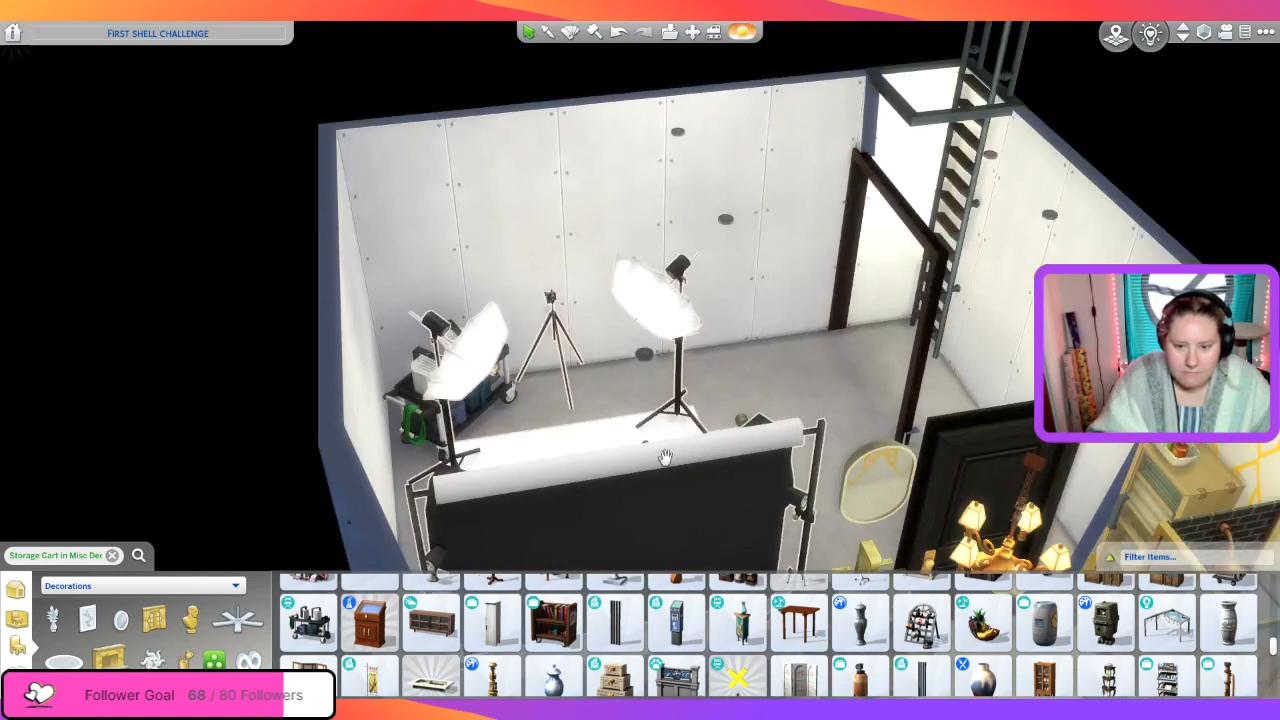 FIRST SHELL CHALLENGE
Storage Cart in Misc Dec
Filter Items...
Decorations
Follower Goal 68 / 80 Followers